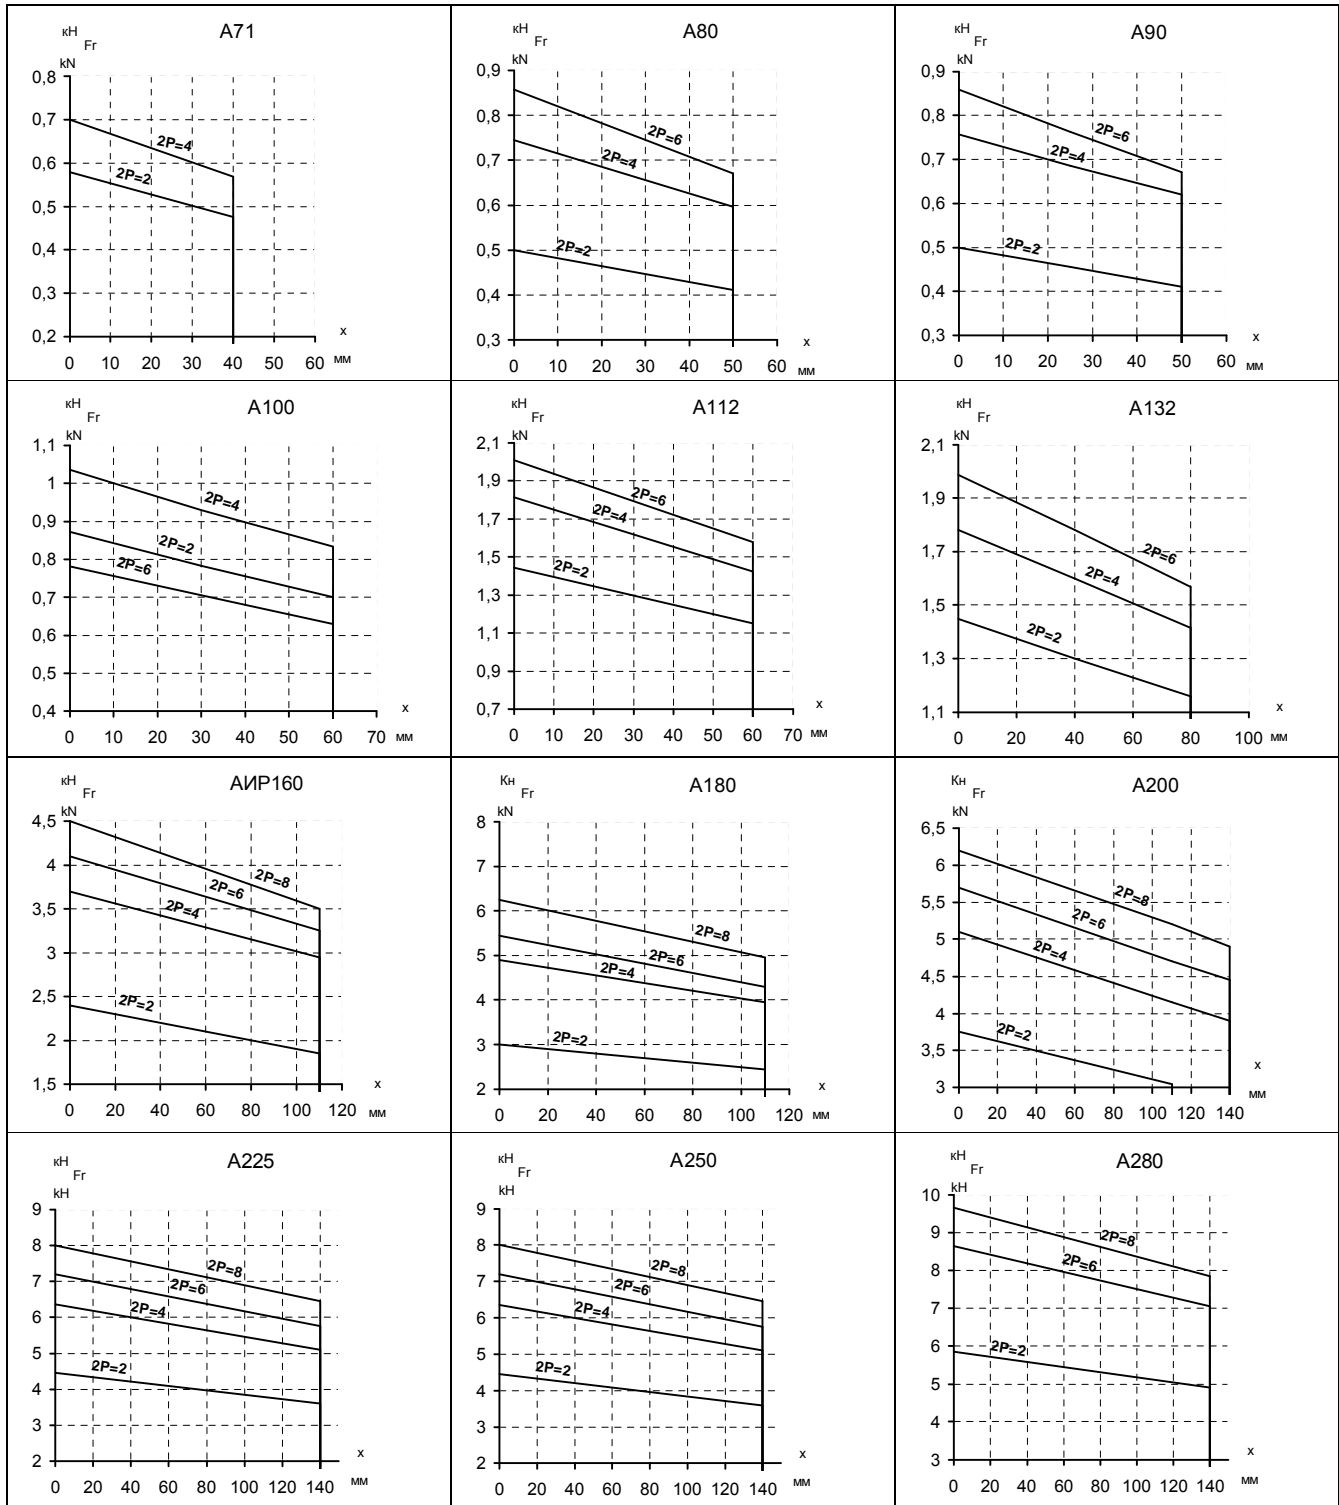 кН
Fr
A71
kN
0,8
0,7
0,6
0,5
0,4
0,3
0,2
2P=4
2P=2
x
0 10 20 30 40 50 60 мм
кН
Fr
A80
kN
0,9
0,8
0,7
0,6
0,5
0,4
0,3
2P=6
2P=4
2P=2
x
0 10 20 30 40 50 60 мм
кН
Fr
A90
kN
0,9
0,8
0,7
0,6
0,5
0,4
0,3
2P=6
2P=4
2P=2
x
0 10 20 30 40 50 60 мм
кН
Fr
A100
kN
1,1
1
0,9
0,8
0,7
0,6
0,5
0,4
2P=4
2P=2
2P=6
x
0 10 20 30 40 50 60 70 мм
кН
Fr
A112
kN
2,1
1,9
1,7
1,5
1,3
1,1
0,9
0,7
2P=6
2P=4
2P=2
x
0 10 20 30 40 50 60 70 мм
кН
Fr
A132
kN
2,1
1,9
1,7
1,5
1,3
1,1
2P=6
2P=4
2P=2
x
0 20 40 60 80 100 мм
кН
Fr
АИР160
kN
4,5
4
3,5
3
2,5
2
1,5
2P=8
2P=6
2P=4
2P=2
x
0 20 40 60 80 100 120 мм
Кн
Fr
A180
kN
8
7
6
5
4
3
2
2P=8
2P=6
2P=4
2P=2
x
0 20 40 60 80 100 120 мм
кН
Fr
A200
kN
6,5
6
5,5
5
4,5
4
3,5
3
2P=8
2P=6
2P=4
2P=2
x
0 20 40 60 80 100 120 140 мм
кН
Fr
A225
kH
9
8
7
6
5
4
3
2
2P=8
2P=6
2P=4
2P=2
x
0 20 40 60 80 100 120 140 мм
кН
Fr
A250
kH
9
8
7
6
5
4
3
2
2P=8
2P=6
2P=4
2P=2
x
0 20 40 60 80 100 120 140 мм
кН
Fr
A280
kH
10
9
8
7
6
5
4
3
2P=8
2P=6
2P=2
x
0 20 40 60 80 100 120 140 мм